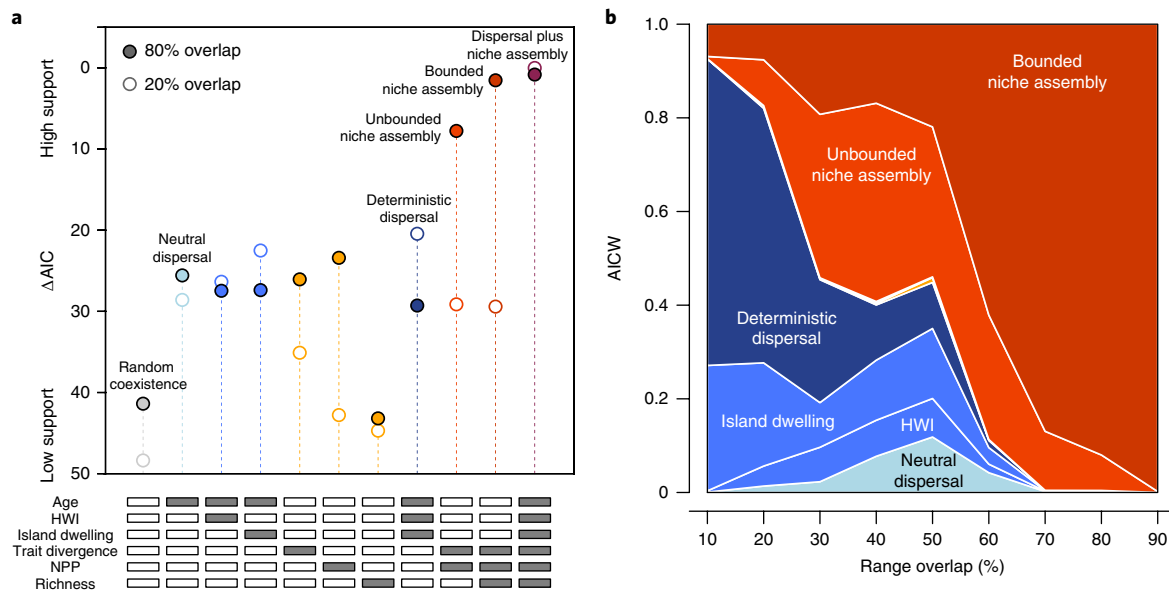 a
80% overlap
20% overlap
Dispersal plus
niche assembly
Bounded
niche assembly
Unbounded
niche assembly
Deterministic
dispersal
Neutral
dispersal
Random
coexistence
High support
ΔAIC
Low support
0
10
20
30
40
50
Age
HWI
Island dwelling
Trait divergence
NPP
Richness
b
1.0
0.8
0.6
0.4
0.2
0
AICW
Bounded
niche assembly
Unbounded
niche assembly
Deterministic
dispersal
Island dwelling
HWI
Neutral
dispersal
10 20 30 40 50 60 70 80 90
Range overlap (%)